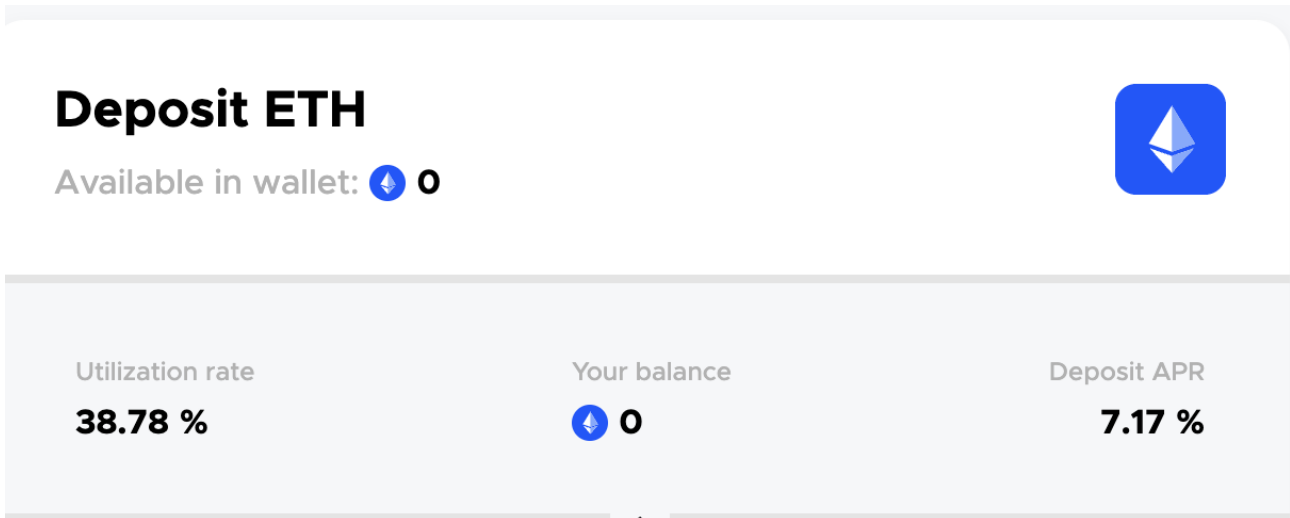 Deposit ETH
Available in wallet: 0
Utilization rate
38.78 %
Your balance
0
Deposit APR
7.17 %